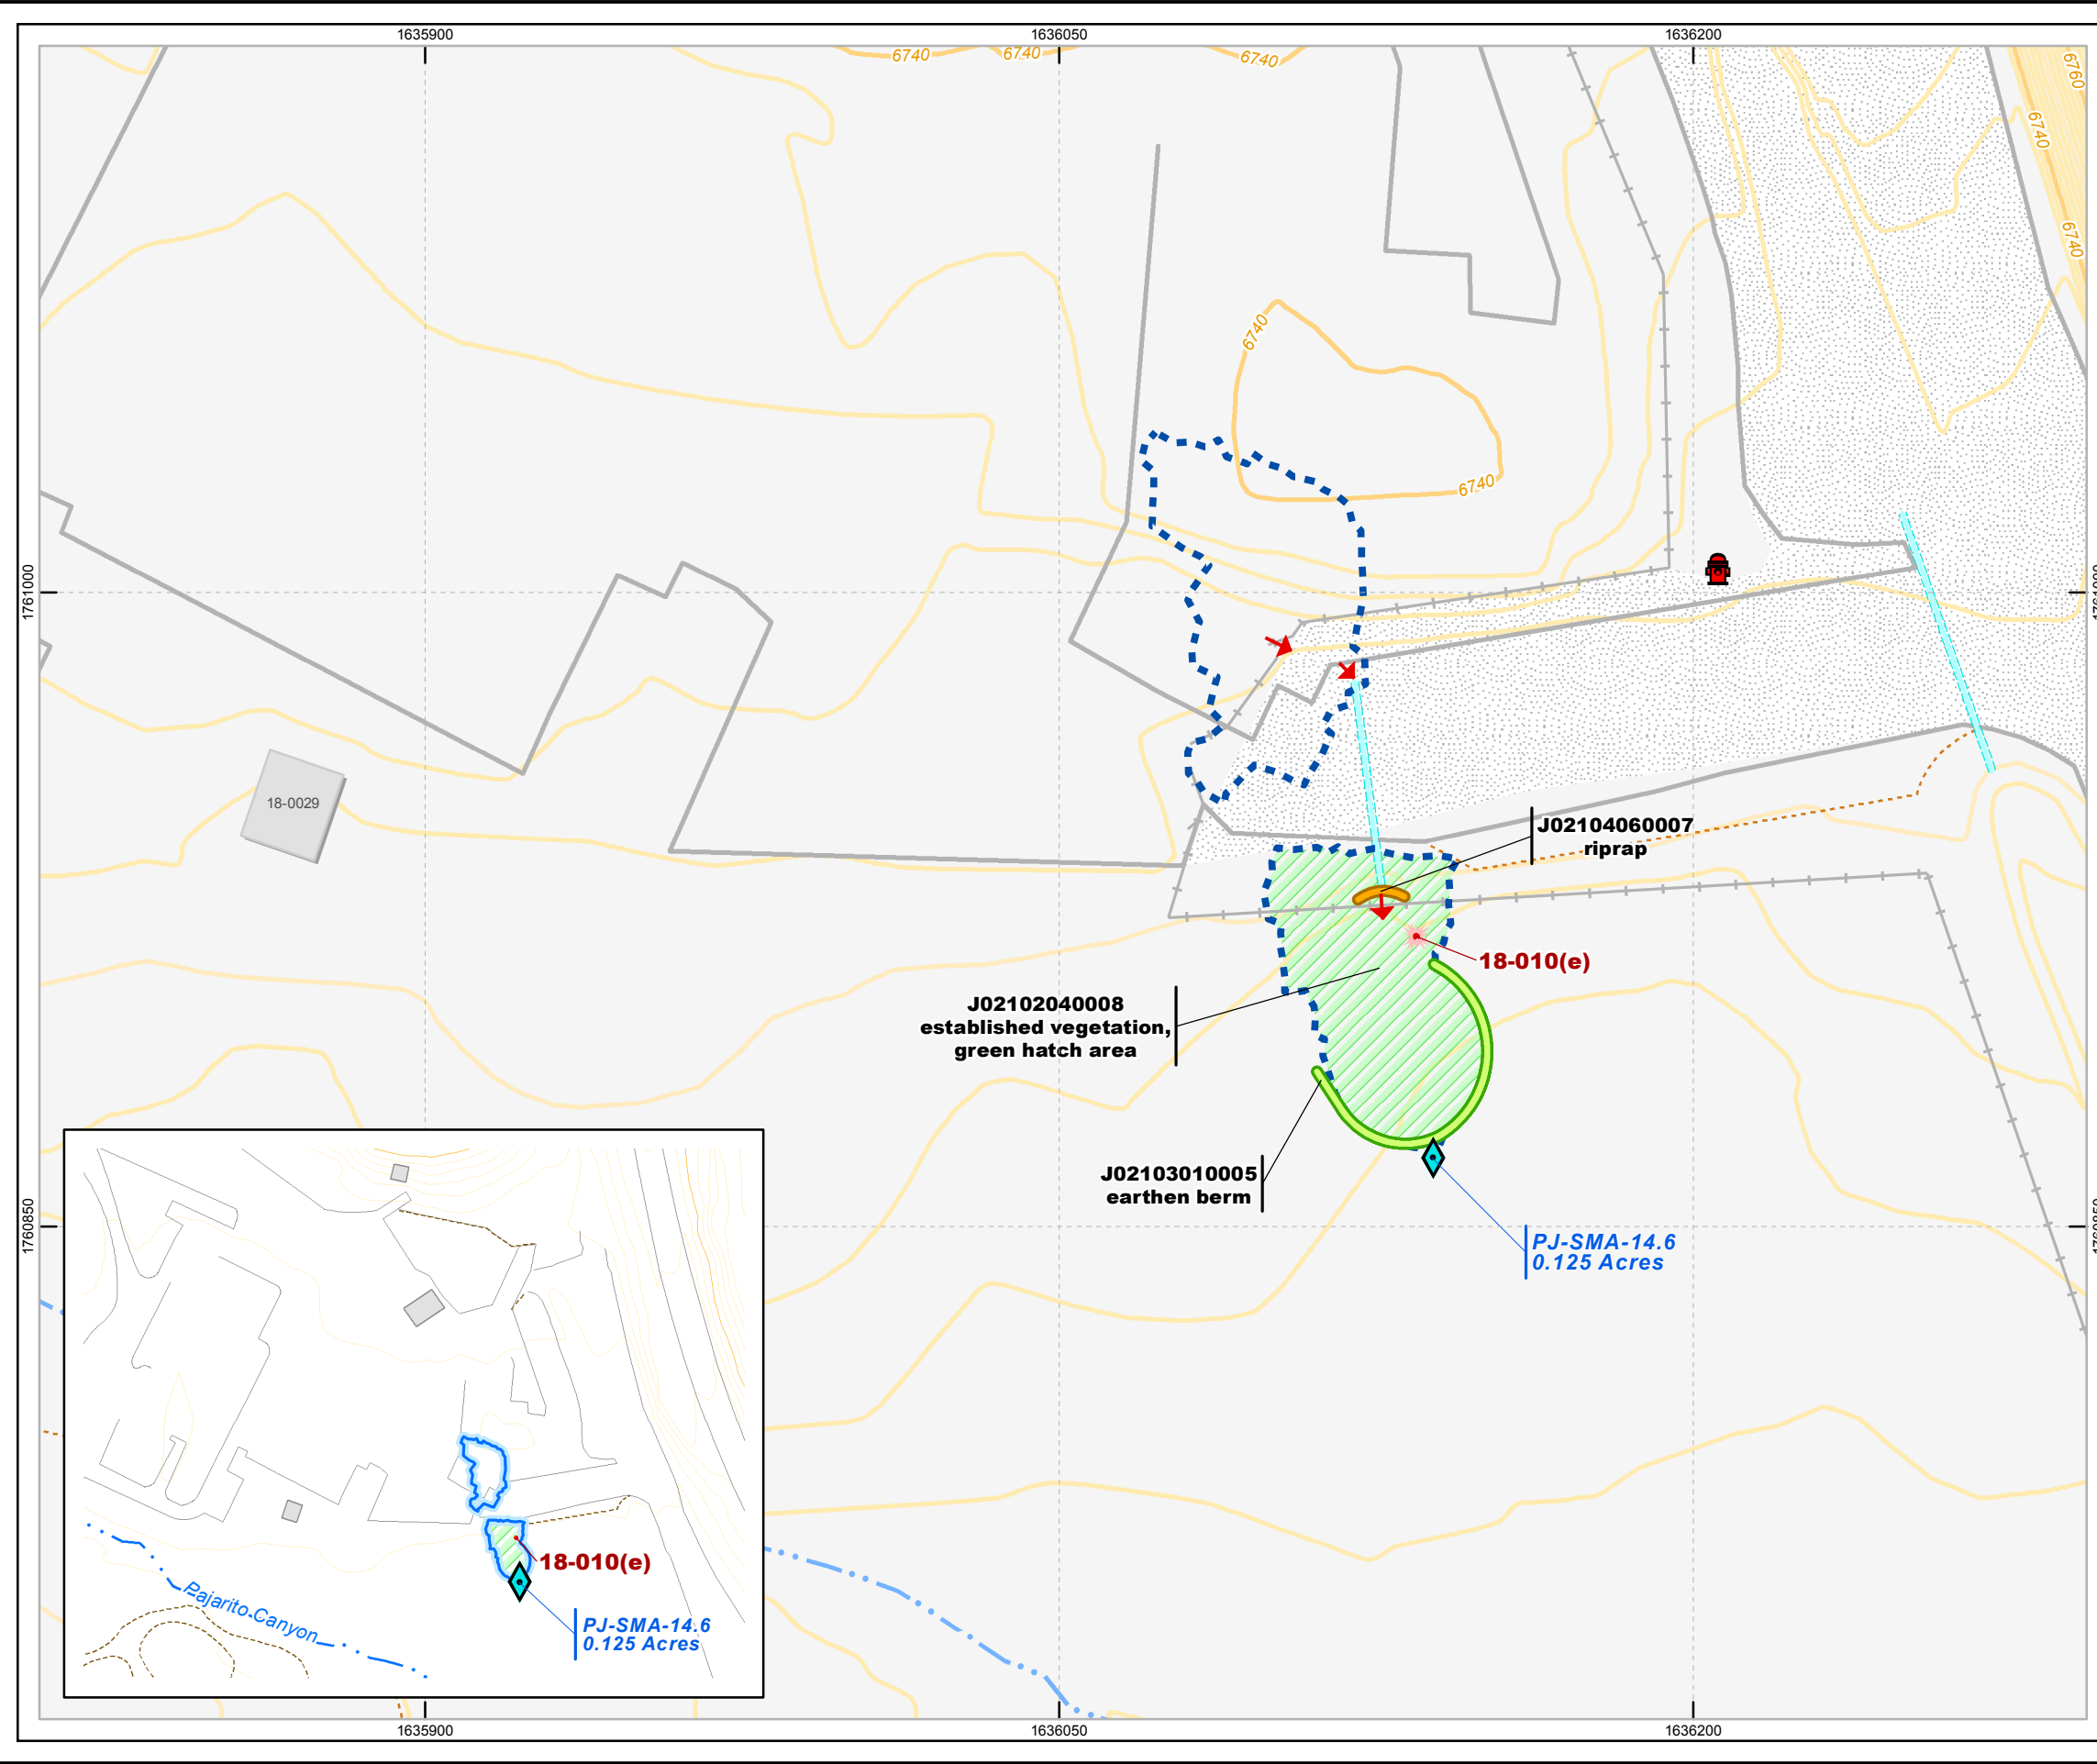 1635900
1636050
1636200
6740
6740
6740
6760
6740
6740
6740
6740
1761000
18-0029
J02104060007
riprap
18-010(e)
J02102040008
established vegetation,
green hatch area
J02103010005
earthen berm
1760850
PJ-SMA-14.6
0.125 Acres
18-010(e)
Pajarito Canyon
PJ-SMA-14.6
0.125 Acres
1635900
1636050
1636200